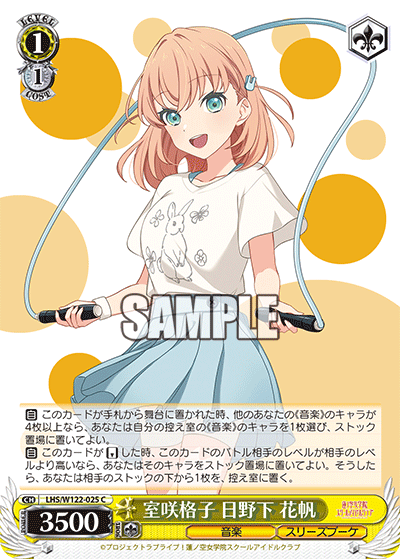 LEVEL
1
1
COST
SAMPLE
自 このカードが手札から舞台に置かれた時、他のあなたの《音楽》のキャラが
4枚以上なら、あなたは自分の控え室の《音楽》のキャラを1枚選び、ストック
置場に置いてよい。
自 このカードが した时、このカードのバトル相手のレベルが相手の
レベルより高いなら、あなたはそのキャラをストック置場に置いてよい。そうした
ら、あなたは相手のストックの下から1枚を、控え室に置く。
CH LHS/W122-025 C
3500
室咲格子 日野下 花帆
音楽
スリーズブーケ
©プロジェクトラブライブ！蓮ノ空女学院スクールアイドルクラブ